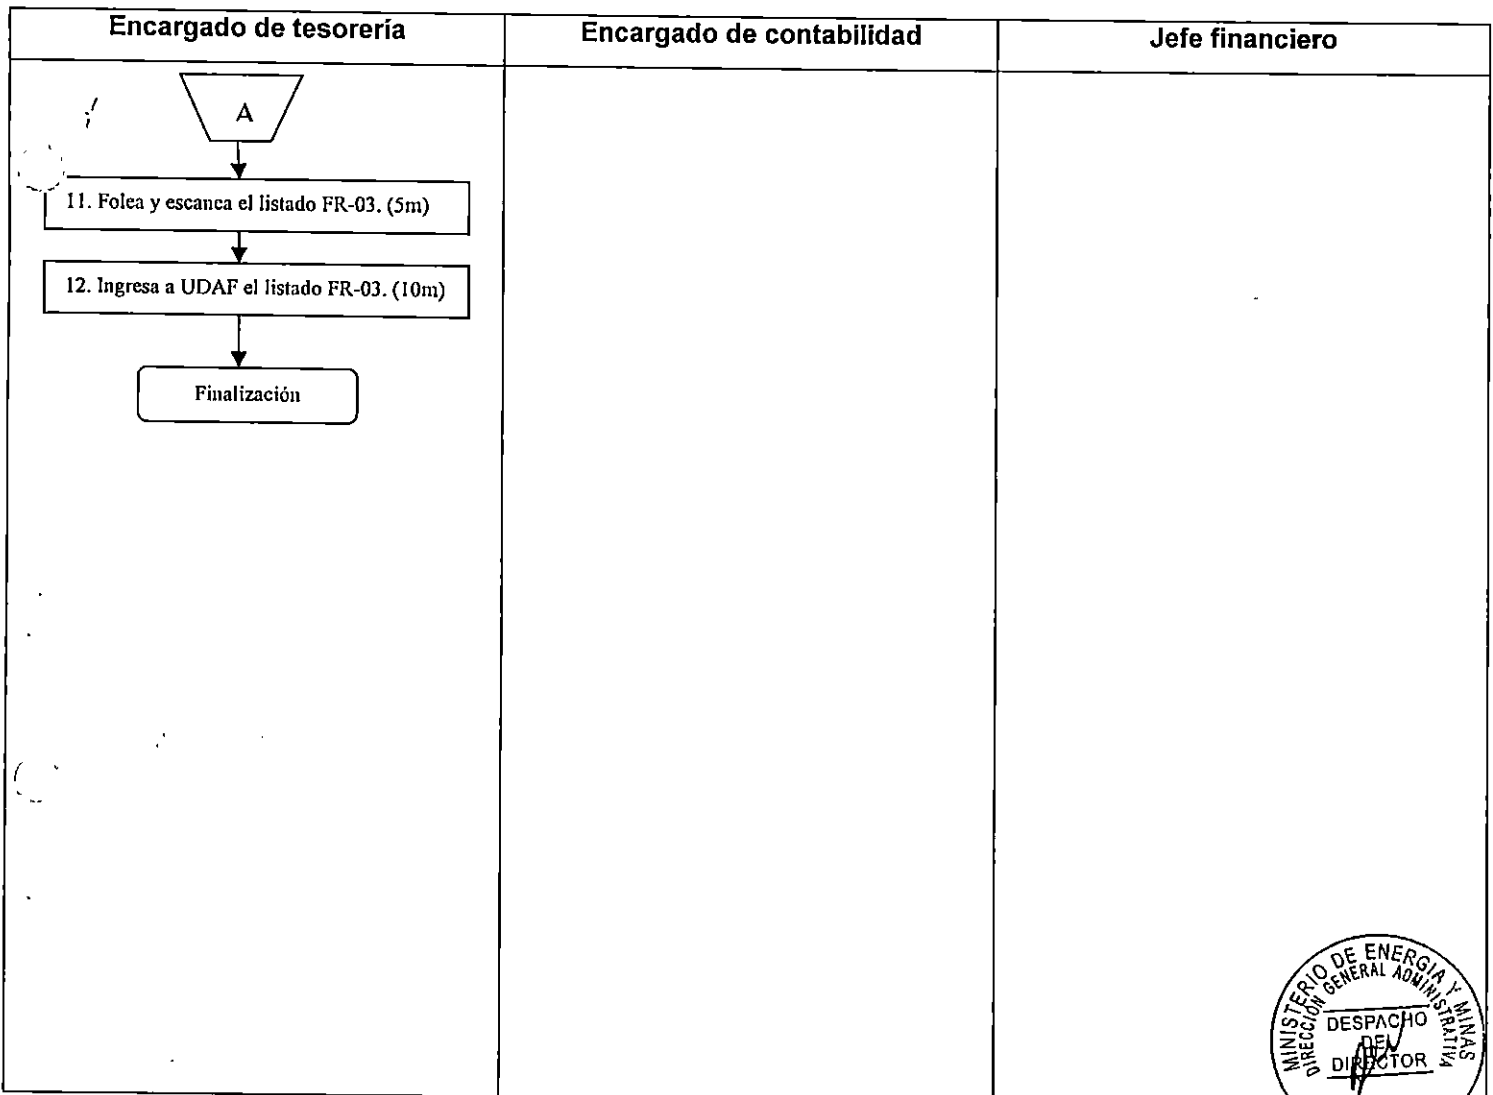 Encargado de tesorería
Encargado de contabilidad
Jefe financiero
A
11. Folea y escanea el listado FR-03. (5m)
12. Ingresa a UDAF el listado FR-03. (10m)
Finalización
MINISTERIO DE ENERGIA Y MINAS
DIRECCIÓN GENERAL ADMINISTRATIVA
DESPACHO
DEL
DIRECTOR